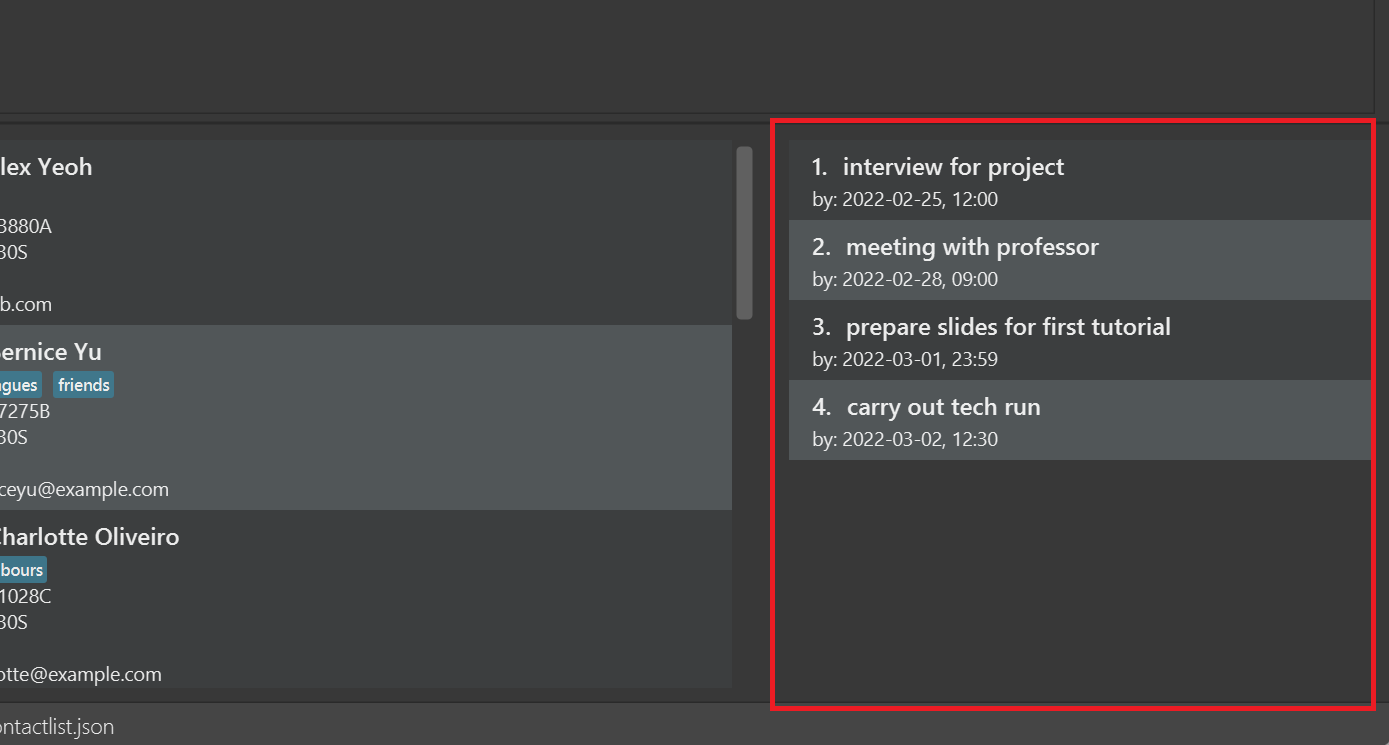 lex Yeoh
3880A
30S
b.com
ernice Yu
gues friends
7275B
30S
ceyu@example.com
harlotte Oliveiro
bours
1028C
30S
otte@example.com
1. interview for project
by: 2022-02-25, 12:00
2. meeting with professor
by: 2022-02-28, 09:00
3. prepare slides for first tutorial
by: 2022-03-01, 23:59
4. carry out tech run
by: 2022-03-02, 12:30
ontactlist.json